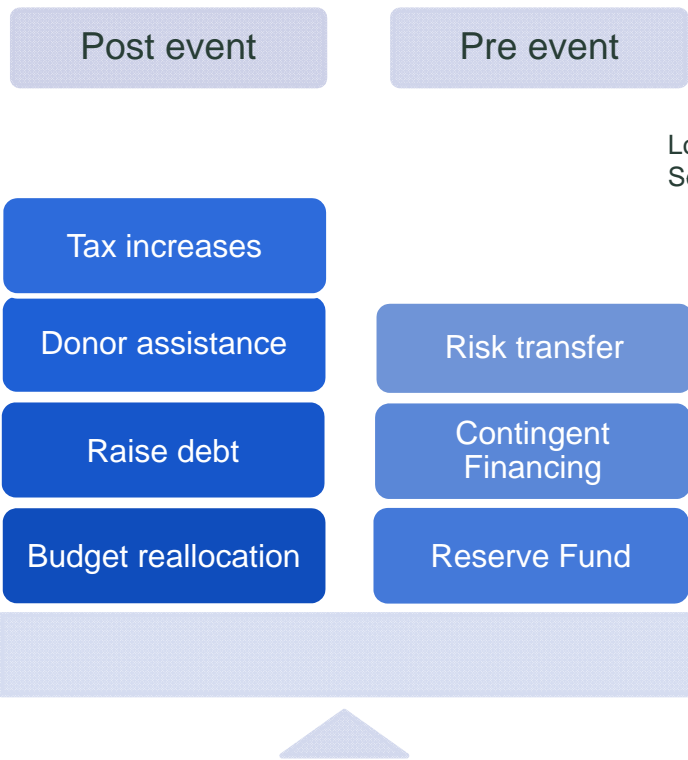 Post event
Pre event
Tax increases
Donor assistance
Risk transfer
Raise debt
Contingent
Financing
Budget reallocation
Reserve Fund